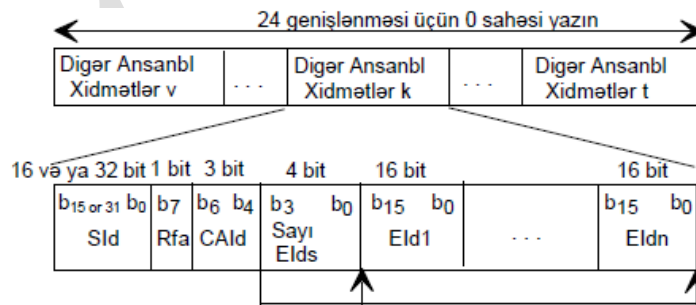 24 genişlənməsi üçün 0 sahəsi yazın
Digər Ansanbl
Xidmətlər v
. . .
Digər Ansanbl
Xidmətlər k
. . .
Digər Ansanbl
Xidmətlər t
16 və ya 32 bit 1 bit 3 bit 4 bit 16 bit 16 bit
b15 or 31 b0 b7 b6 b4 b3 b0 b15 b0 b15 b0
SId Rfa CAId Sayı EId1 . . . EIdn
EIds